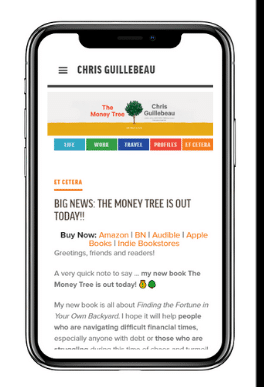 CHRIS GUILLEBEAU
The Money Tree
Chris Guillebeau
LIFE WORK TRAVEL PROFILES ET CETERA
ET CETERA
BIG NEWS: THE MONEY TREE IS OUT
TODAY!!
Buy Now: Amazon | BN | Audible | Apple
Books | Indie Bookstores
Greetings, friends and readers!
A very quick note to say ... my new book The
Money Tree is out today! 💰🌳
My new book is all about Finding the Fortune in
Your Own Backyard. I hope it will help people
who are navigating difficult financial times,
especially anyone with debt or those who are
struggling during this time of chaos and tumult